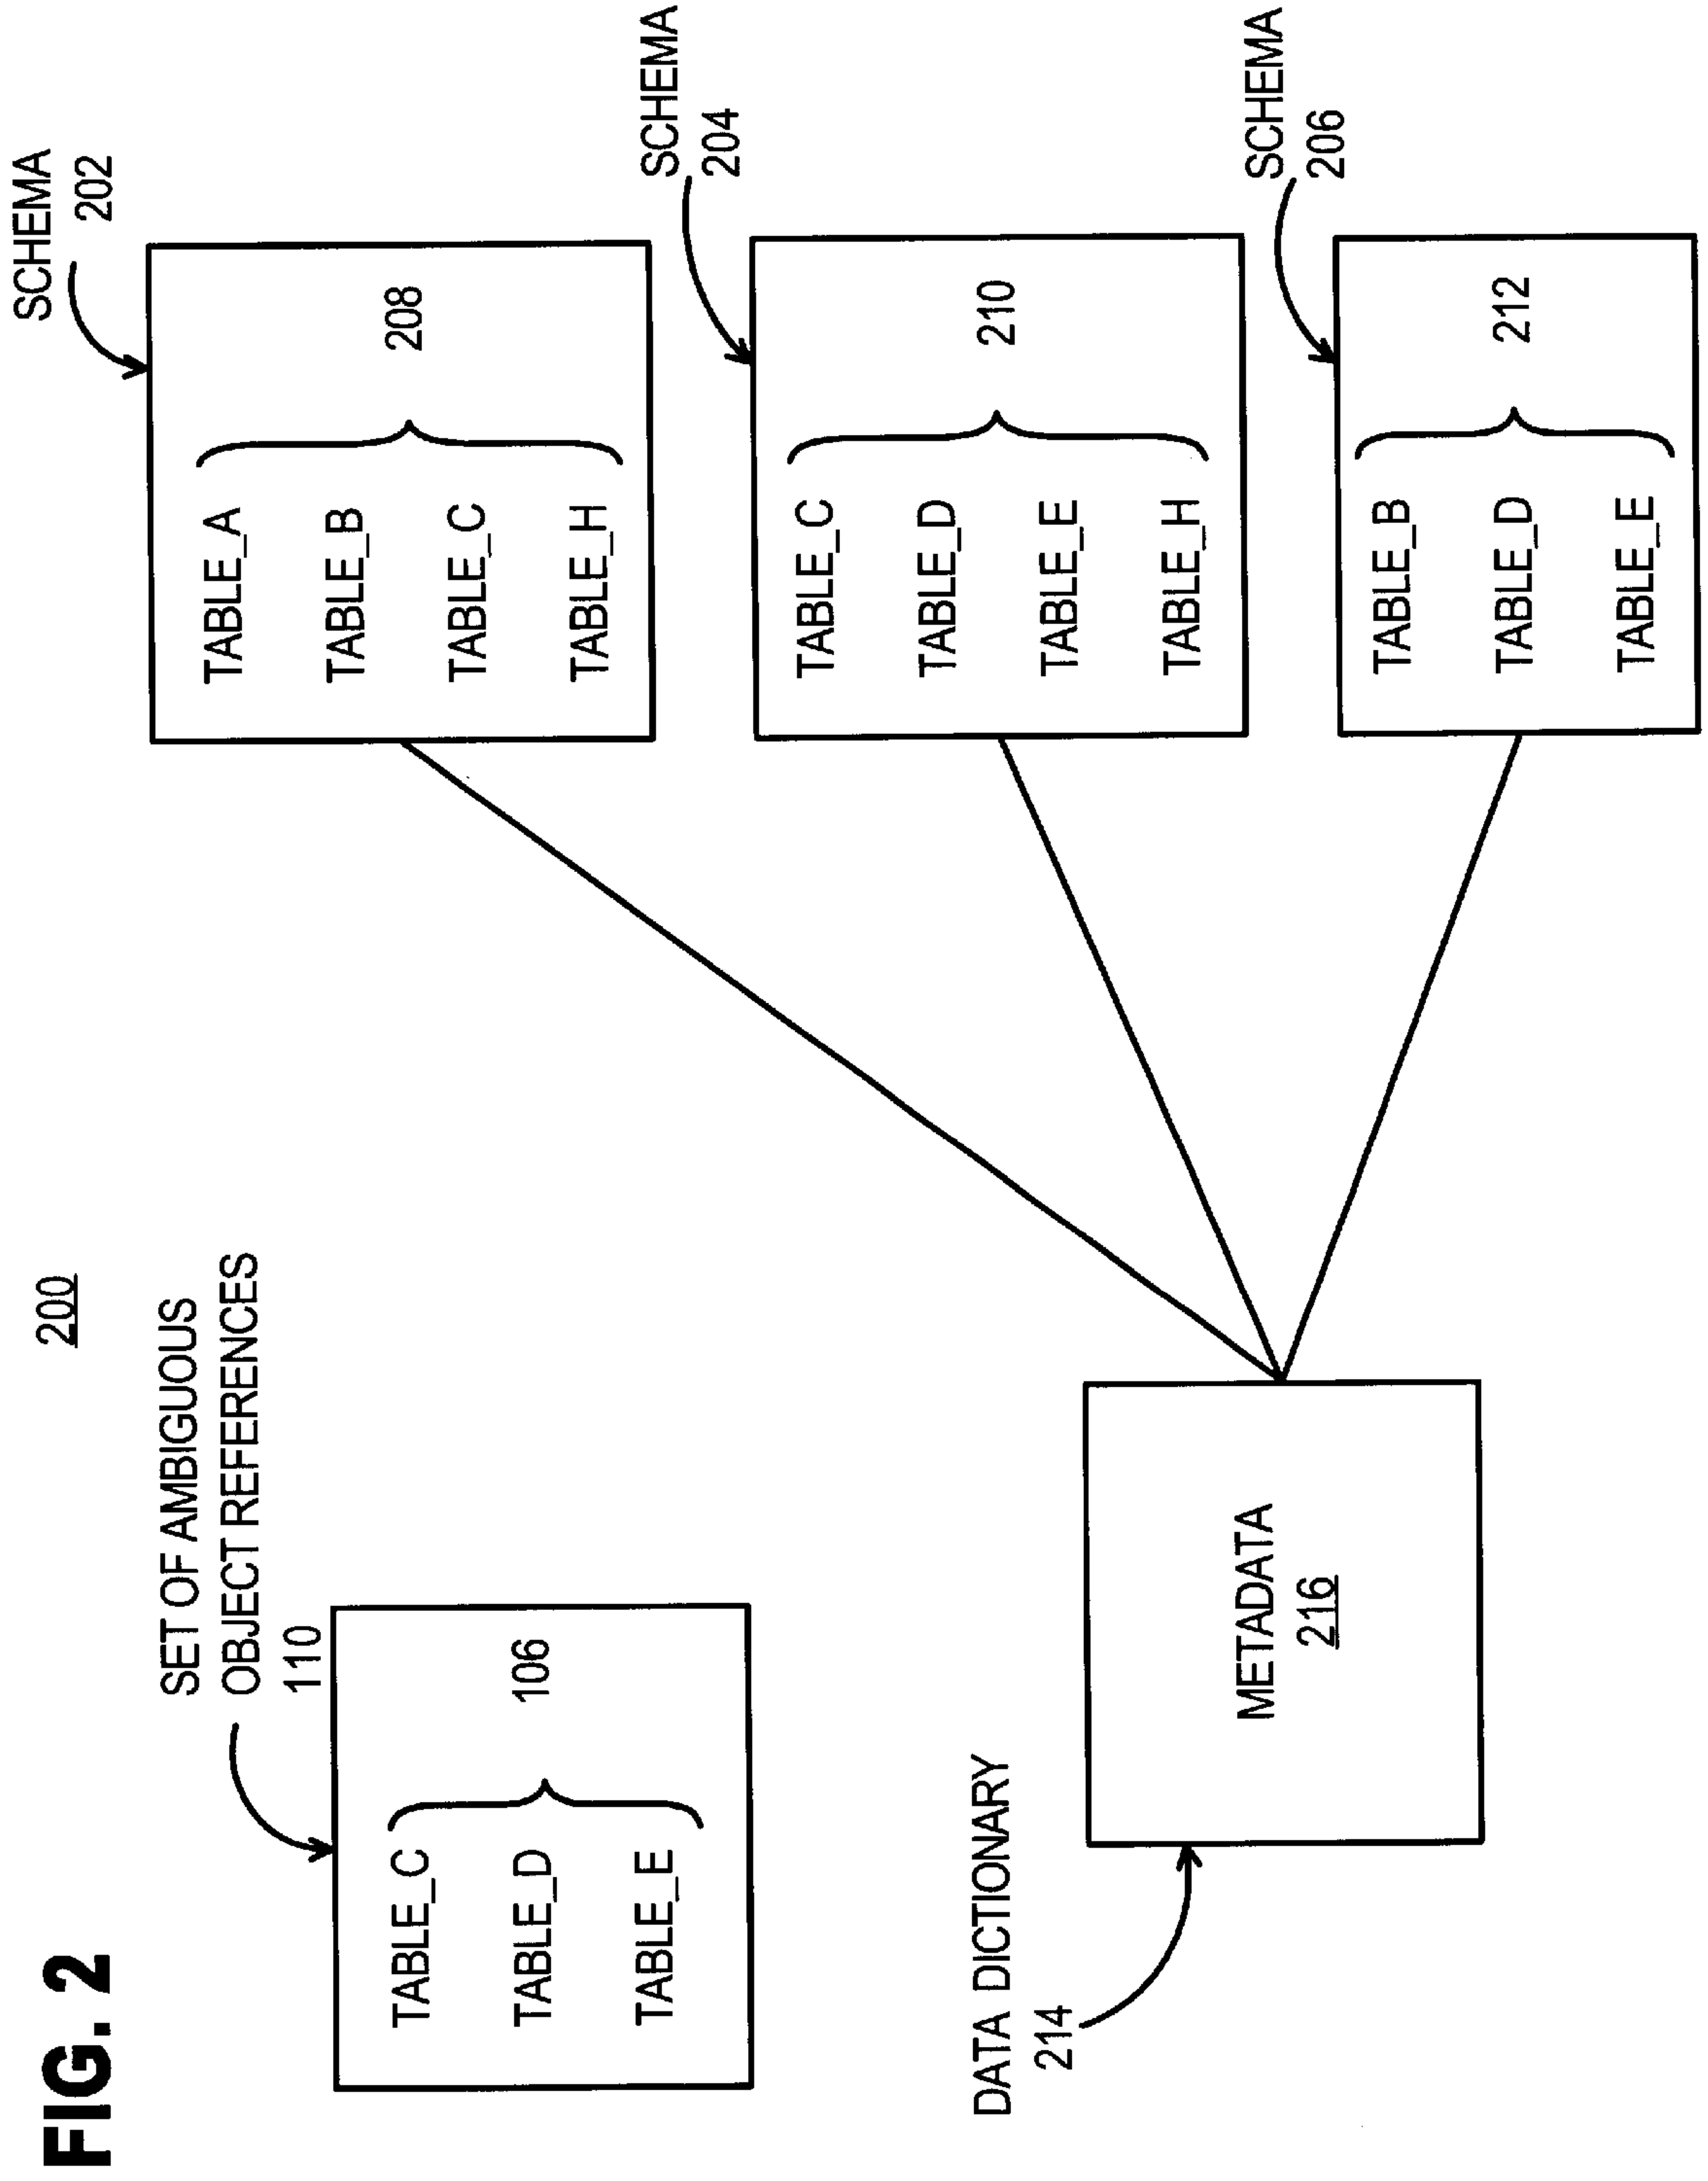 FIG. 2
200
SET OF AMBIGUOUS
OBJECT REFERENCES
110
TABLE_C
TABLE_D
TABLE_E
106
DATA DICTIONARY
214
METADATA
216
SCHEMA
202
TABLE_A
TABLE_B
TABLE_C
TABLE_H
208
SCHEMA
204
TABLE_C
TABLE_D
TABLE_E
TABLE_H
210
SCHEMA
206
TABLE_B
TABLE_D
TABLE_E
212